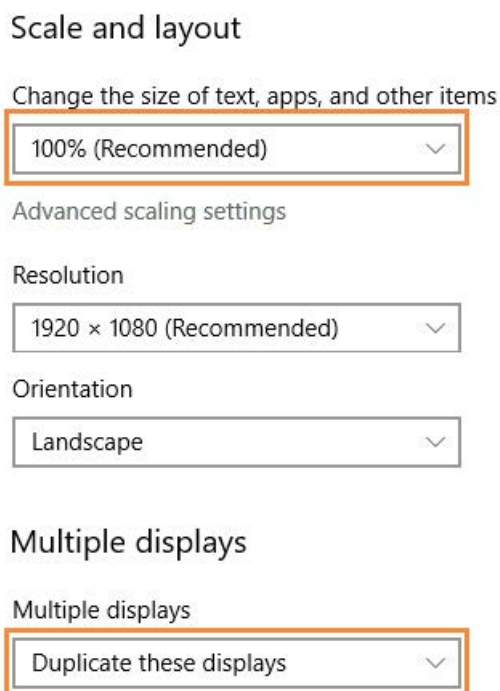 Scale and layout
Change the size of text, apps, and other items
100% (Recommended)
Advanced scaling settings
Resolution
1920 × 1080 (Recommended)
Orientation
Landscape
Multiple displays
Multiple displays
Duplicate these displays